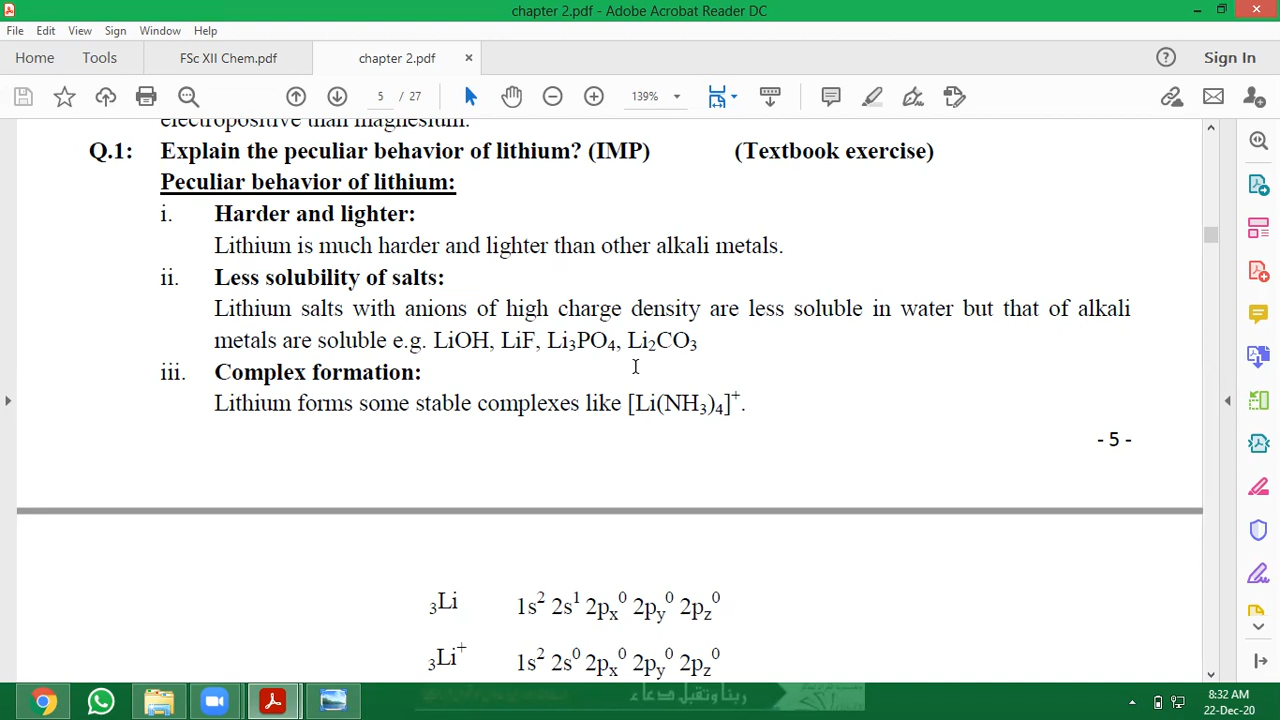 chapter 2.pdf - Adobe Acrobat Reader DC
File Edit View Sign Window Help
Home Tools FSc XII Chem.pdf chapter 2.pdf × Sign In
5 / 27 139%
electropositive than magnesium.
Q.1: Explain the peculiar behavior of lithium? (IMP) (Textbook exercise)
Peculiar behavior of lithium:
i. Harder and lighter:
Lithium is much harder and lighter than other alkali metals.
ii. Less solubility of salts:
Lithium salts with anions of high charge density are less soluble in water but that of alkali
metals are soluble e.g. LiOH, LiF, Li₃PO₄, Li₂CO₃
iii. Complex formation:
Lithium forms some stable complexes like [Li(NH₃)₄]⁺.
- 5 -
₃Li 1s² 2s¹ 2pₓ⁰ 2py⁰ 2pz⁰
₃Li⁺ 1s² 2s⁰ 2pₓ⁰ 2py⁰ 2pz⁰
ربنا وتقبل دعاء
8:32 AM
22-Dec-20